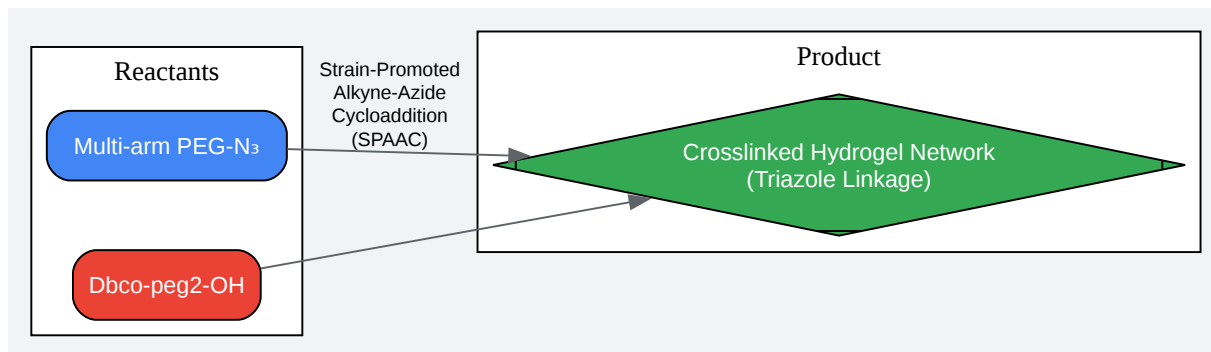 Reactants
Multi-arm PEG-N₃
Dbco-peg2-OH
Strain-Promoted
Alkyne-Azide
Cycloaddition
(SPAAC)
Product
Crosslinked Hydrogel Network
(Triazole Linkage)